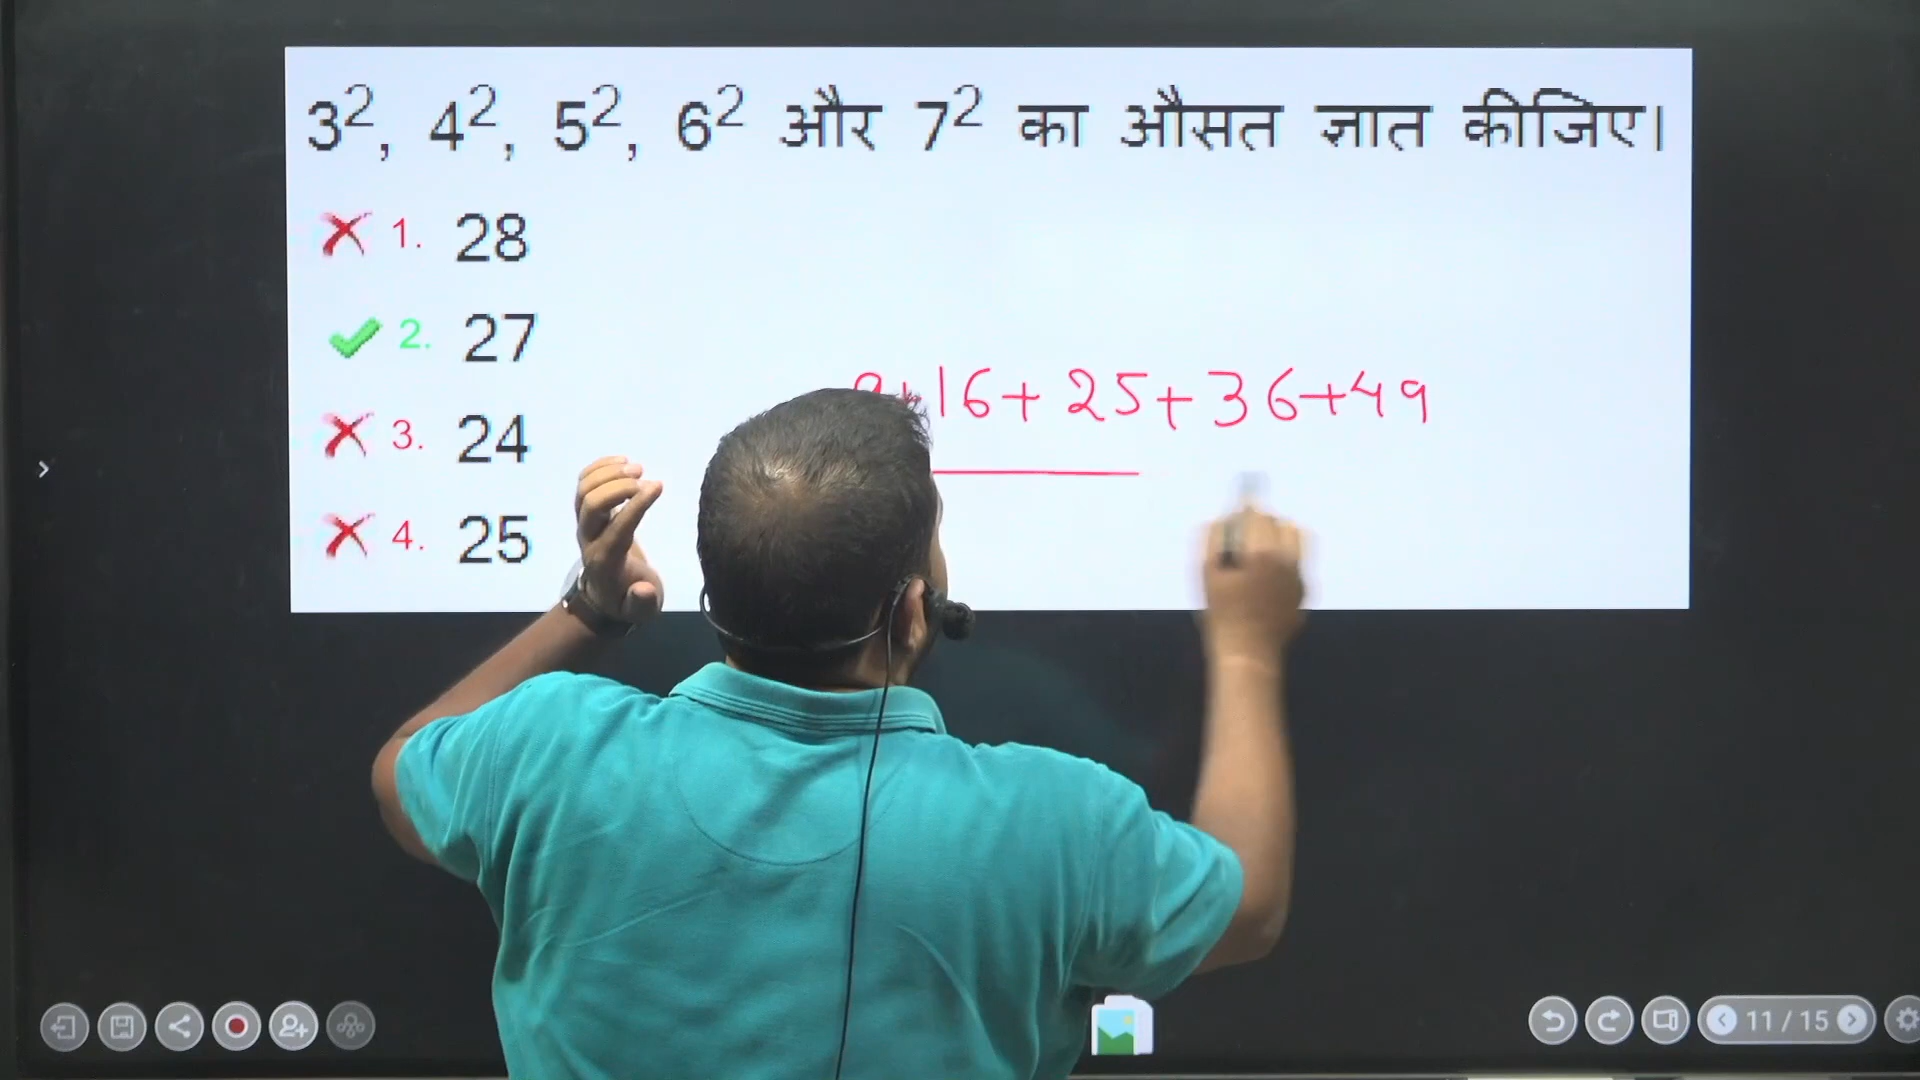 3², 4², 5², 6² और 7² का औसत ज्ञात कीजिए।
1. 28
2. 27
3. 24
4. 25
9+16+25+36+49
11 / 15